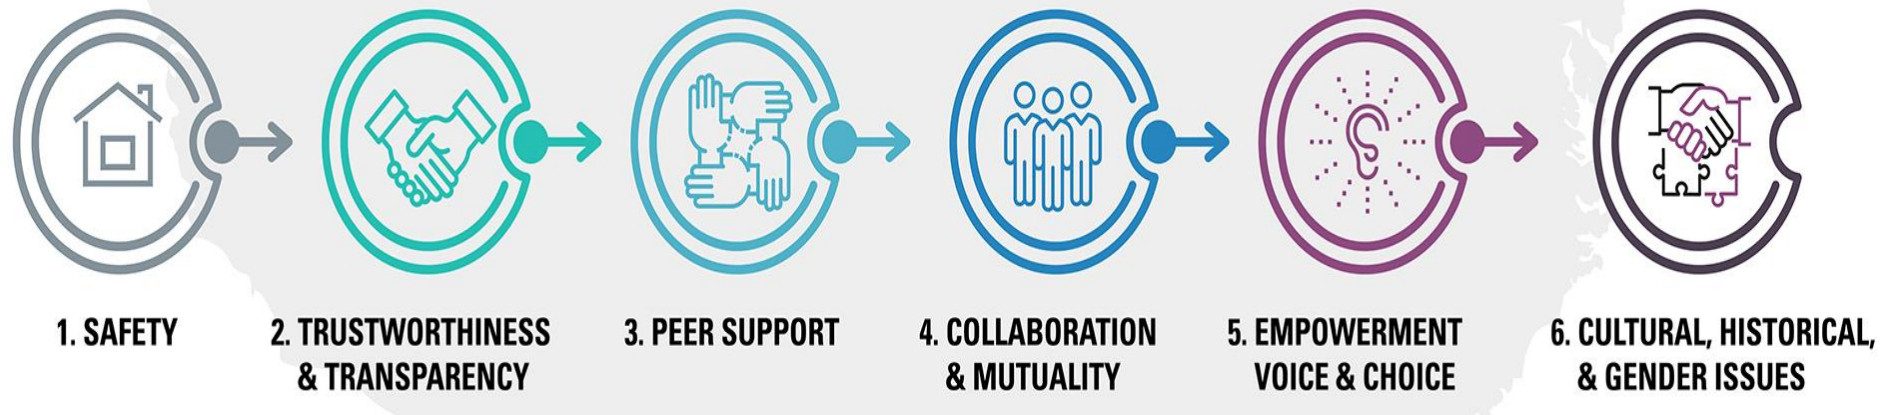 1. SAFETY
2. TRUSTWORTHINESS
& TRANSPARENCY
3. PEER SUPPORT
4. COLLABORATION
& MUTUALITY
5. EMPOWERMENT
VOICE & CHOICE
6. CULTURAL, HISTORICAL,
& GENDER ISSUES